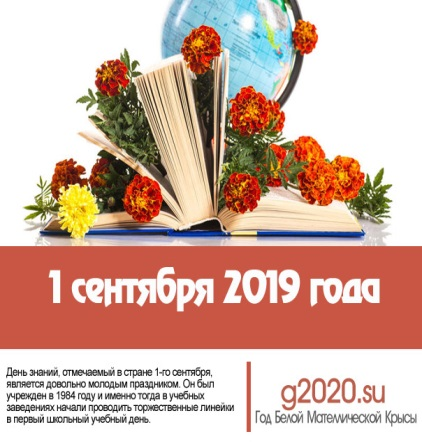 1 сентября 2019 года
День знаний, отмечаемый в стране 1-го сентября,
является довольно молодым праздником. Он был
учрежден в 1984 году и именно тогда в учебных
заведениях начали проводить торжественные линейки
в первый школьный учебный день.
g2020.su
Год Белой Мателлической Крысы